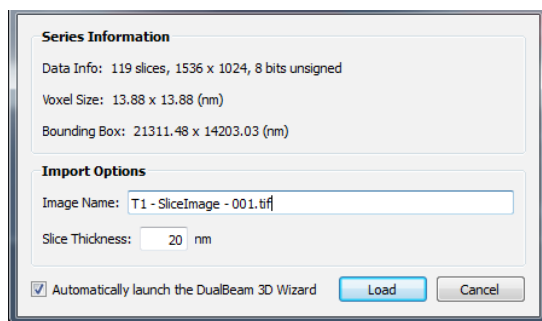 Series Information
Data Info: 119 slices, 1536 x 1024, 8 bits unsigned
Voxel Size: 13.88 x 13.88 (nm)
Bounding Box: 21311.48 x 14203.03 (nm)
Import Options
Image Name: T1 - SliceImage - 001.tif
Slice Thickness: 20 nm
Automatically launch the DualBeam 3D Wizard Load Cancel